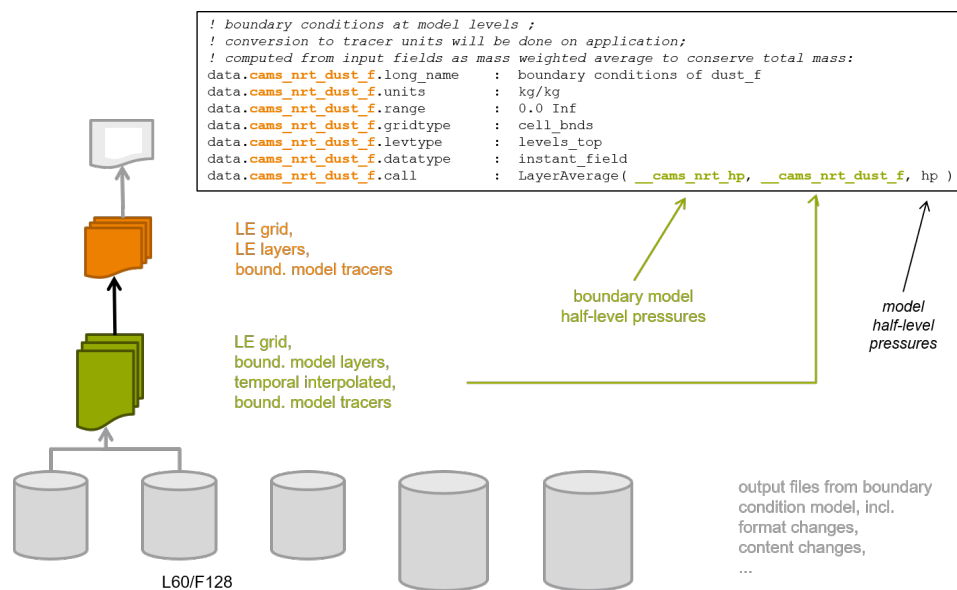 ! boundary conditions at model levels ;
! conversion to tracer units will be done on application;
! computed from input fields as mass weighted average to conserve total mass:
data.cams_nrt_dust_f.long_name : boundary conditions of dust_f
data.cams_nrt_dust_f.units : kg/kg
data.cams_nrt_dust_f.range : 0.0 Inf
data.cams_nrt_dust_f.gridtype : cell_bnds
data.cams_nrt_dust_f.levtype : levels_top
data.cams_nrt_dust_f.datatype : instant_field
data.cams_nrt_dust_f.call : LayerAverage( __cams_nrt_hp, __cams_nrt_dust_f, hp )
LE grid,
LE layers,
bound. model tracers
boundary model
half-level pressures
model
half-level
pressures
LE grid,
bound. model layers,
temporal interpolated,
bound. model tracers
output files from boundary
condition model, incl.
format changes,
content changes,
...
L60/F128